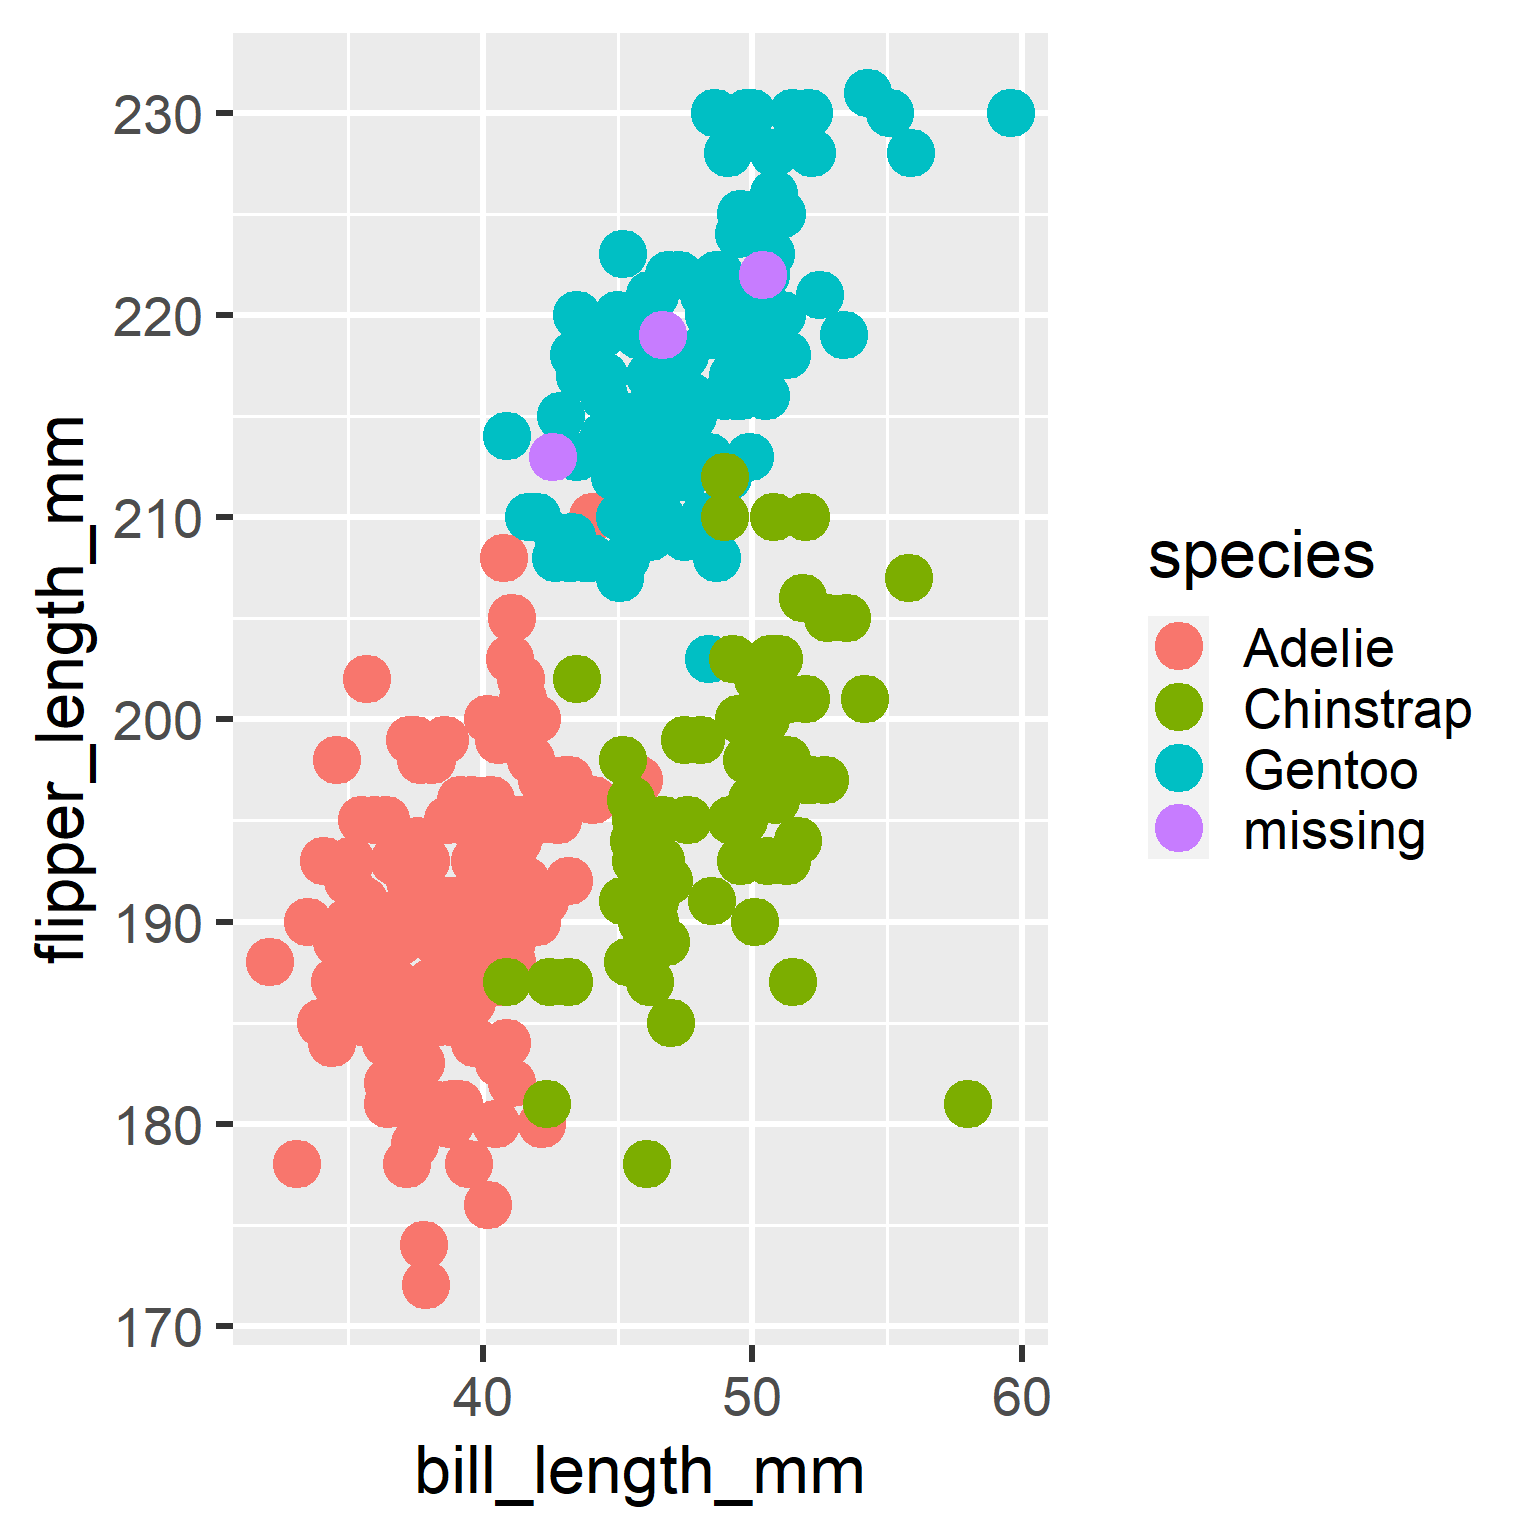 flipper_length_mm
230
220
210
200
190
180
170
40 50 60
bill_length_mm
species
Adelie
Chinstrap
Gentoo
missing